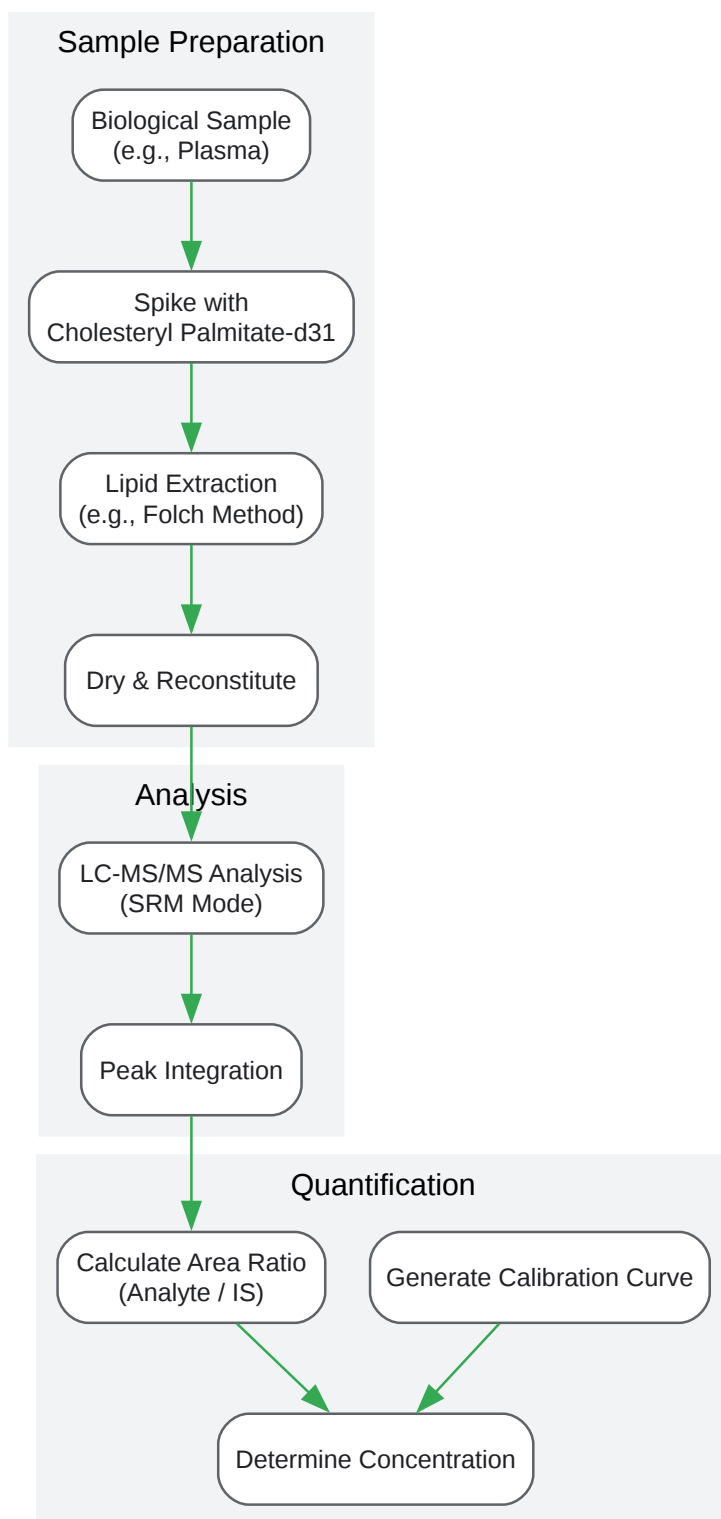 Sample Preparation
Biological Sample
(e.g., Plasma)
Spike with
Cholesteryl Palmitate-d31
Lipid Extraction
(e.g., Folch Method)
Dry & Reconstitute
Analysis
LC-MS/MS Analysis
(SRM Mode)
Peak Integration
Quantification
Calculate Area Ratio
(Analyte / IS)
Generate Calibration Curve
Determine Concentration